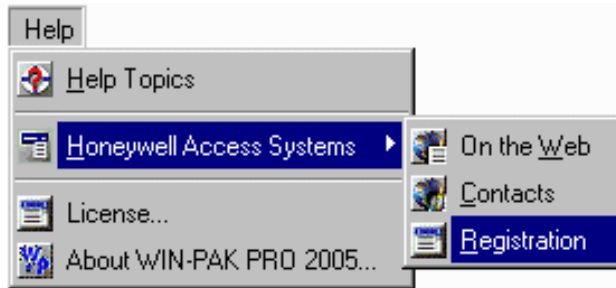 Help
Help Topics
Honeywell Access Systems
On the Web
Contacts
License...
Registration
About WIN-PAK PRO 2005...